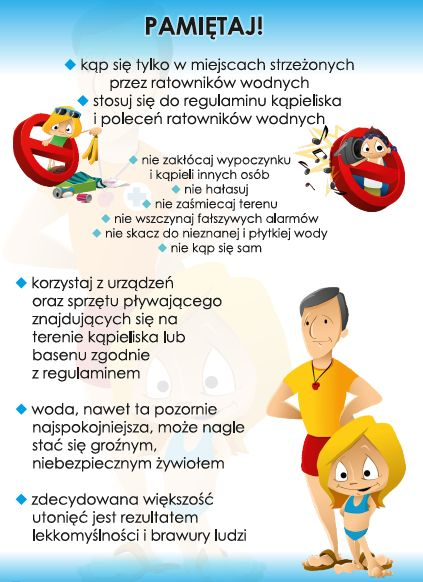 PAMIĘTAJ!
◆ kąp się tylko w miejscach strzeżonych
przez ratowników wodnych
◆ stosuj się do regulaminu kąpieliska
i poleceń ratowników wodnych
◆ nie zakłócaj wypoczynku
i kąpieli innych osób
◆ nie hałasuj
◆ nie zaśmiecaj terenu
◆ nie wszczynaj fałszywych alarmów
◆ nie skacz do nieznanej i płytkiej wody
◆ nie kąp się sam
◆ korzystaj z urządzeń
oraz sprzętu pływającego
znajdujących się na
terenie kąpieliska lub
basenu zgodnie
z regulaminem
◆ woda, nawet ta pozornie
najspokojniejsza, może nagle
stać się groźnym,
niebezpiecznym żywiołem
◆ zdecydowana większość
utonięć jest rezultatem
lekkomyślności i brawury ludzi